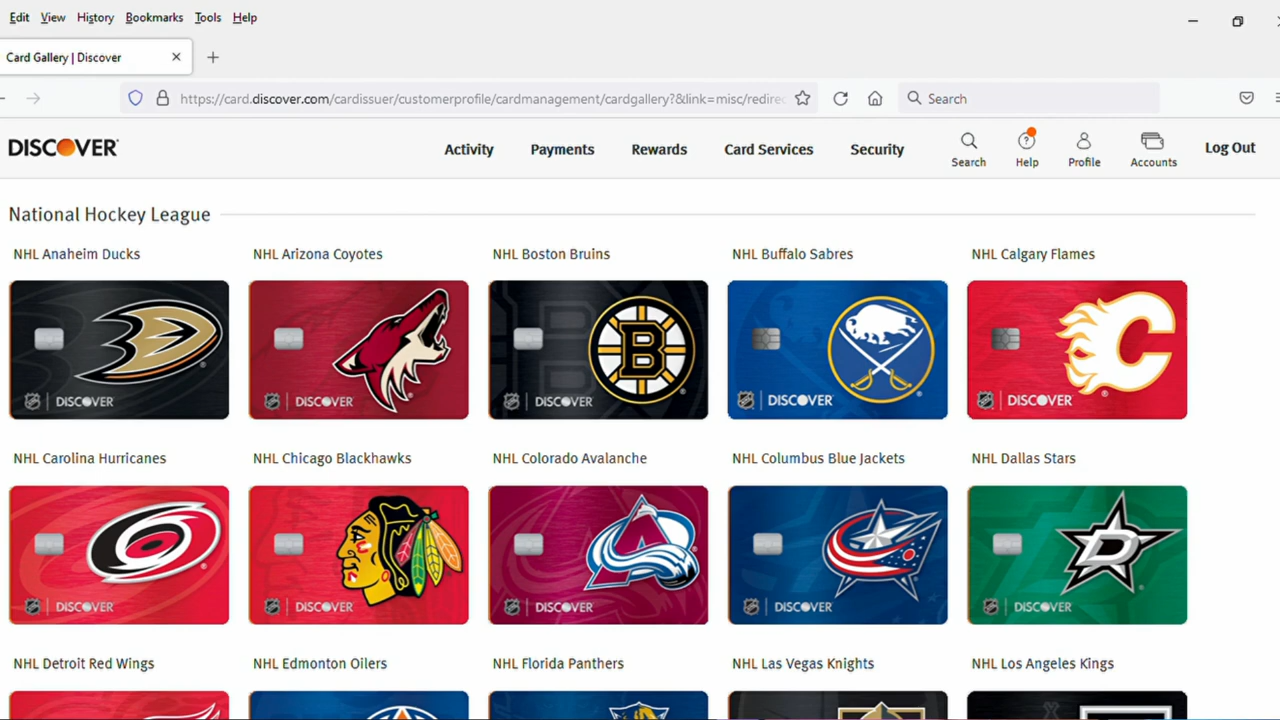 Edit View History Bookmarks Tools Help
Card Gallery | Discover
https://card.discover.com/cardissuer/customerprofile/cardmanagement/cardgallery?&link=misc/redirec
Search
DISCOVER
Activity Payments Rewards Card Services Security Search Help Profile Accounts Log Out
National Hockey League
NHL Anaheim Ducks NHL Arizona Coyotes NHL Boston Bruins NHL Buffalo Sabres NHL Calgary Flames
B C
DISCOVER DISCOVER DISCOVER DISCOVER DISCOVER
NHL Carolina Hurricanes NHL Chicago Blackhawks NHL Colorado Avalanche NHL Columbus Blue Jackets NHL Dallas Stars
A D
DISCOVER DISCOVER DISCOVER DISCOVER DISCOVER
NHL Detroit Red Wings NHL Edmonton Oilers NHL Florida Panthers NHL Las Vegas Knights NHL Los Angeles Kings